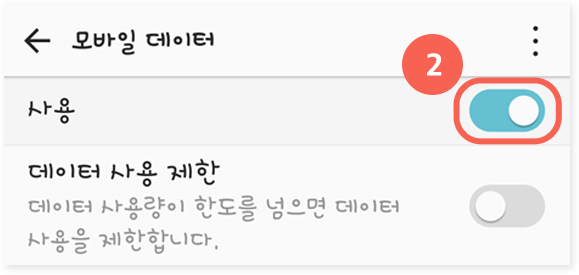 모바일 데이터
2
사용
데이터 사용 제한
데이터 사용량이 한도를 넘으면 데이터
사용을 제한합니다.